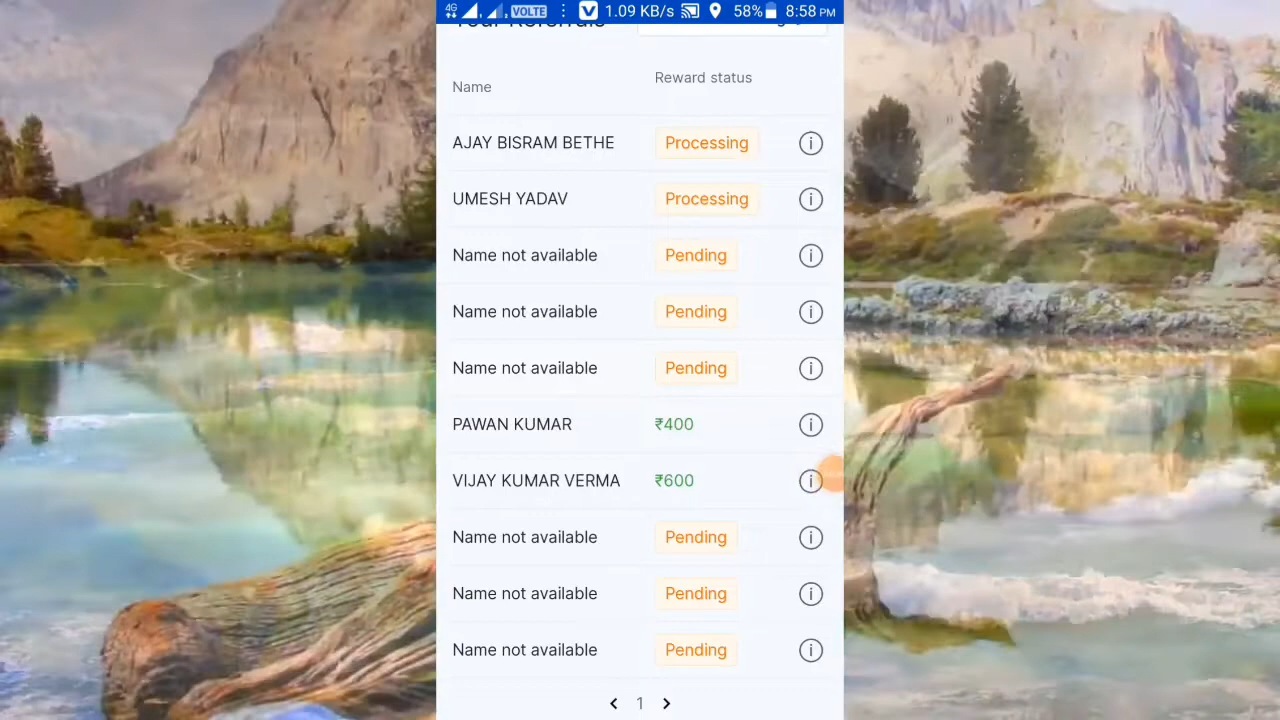 4G VOLTE 1.09 KB/s 58% 8:58 PM
Your Referrals
Name Reward status
AJAY BISRAM BETHE Processing
UMESH YADAV Processing
Name not available Pending
Name not available Pending
Name not available Pending
PAWAN KUMAR ₹400
VIJAY KUMAR VERMA ₹600
Name not available Pending
Name not available Pending
Name not available Pending
1